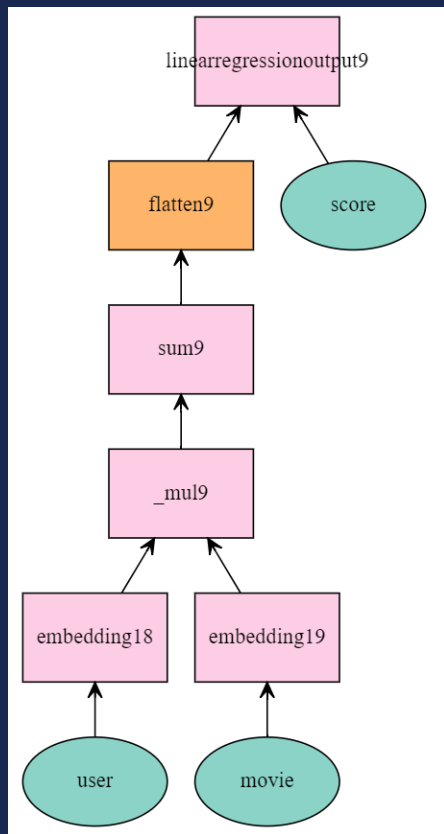 linearregressionoutput9
flatten9
score
sum9
_mul9
embedding18
embedding19
user
movie